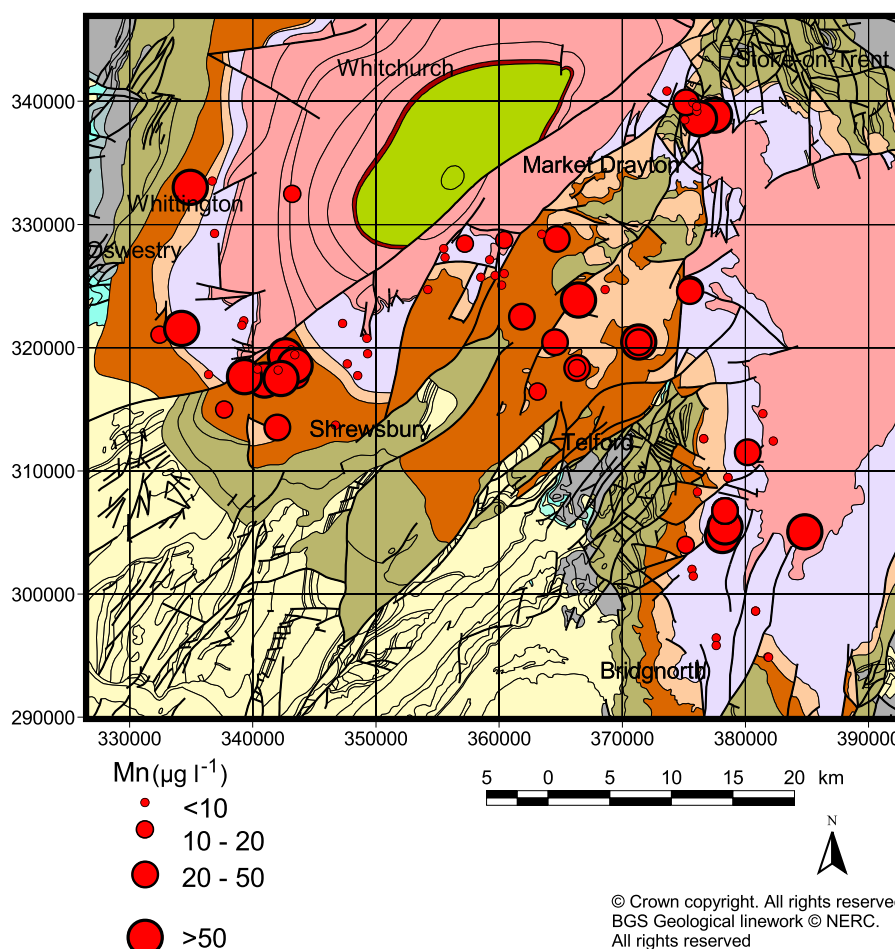 Whitchurch
Stoke-on-Trent
340000
Market Drayton
Whittington
330000
Oswestry
320000
Shrewsbury
Telford
310000
300000
Bridgnorth
290000
330000 340000 350000 360000 370000 380000 390000
Mn (µg l-1)
<10
10 - 20
20 - 50
>50
5 0 5 10 15 20 km
N
© Crown copyright. All rights reserve
BGS Geological linework © NERC.
All rights reserved